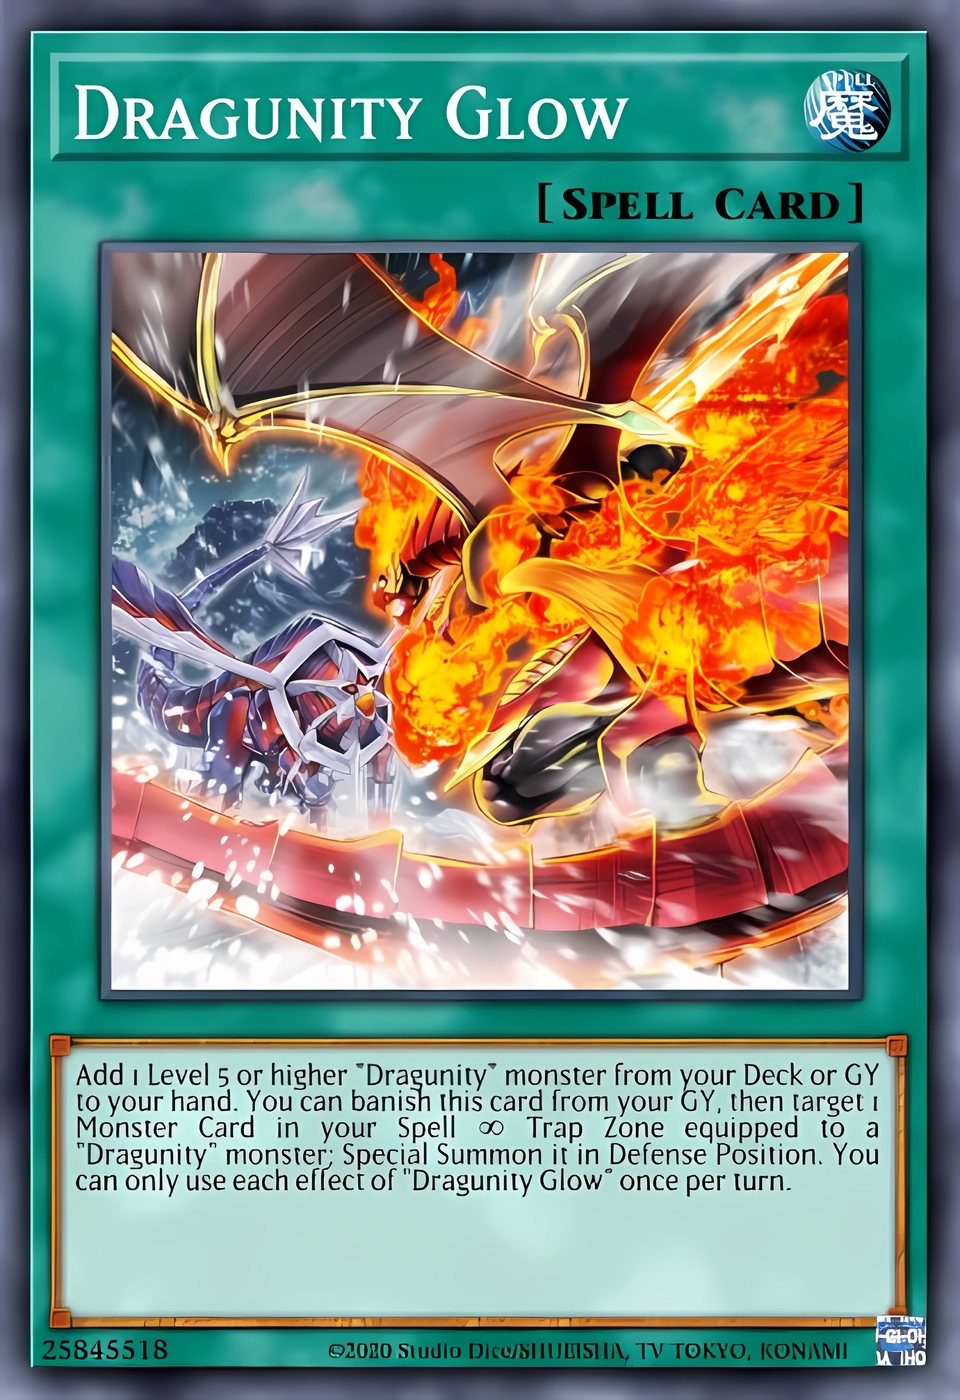 DRAGUNITY GLOW
魔
[SPELL CARD]
Add 1 Level 5 or higher "Dragunity" monster from your Deck or GY
to your hand. You can banish this card from your GY, then target 1
Monster Card in your Spell ∞ Trap Zone equipped to a
"Dragunity" monster; Special Summon it in Defense Position. You
can only use each effect of "Dragunity Glow" once per turn.
25845518
©2020 Studio Dice/SHUEISHA, TV TOKYO, KONAMI